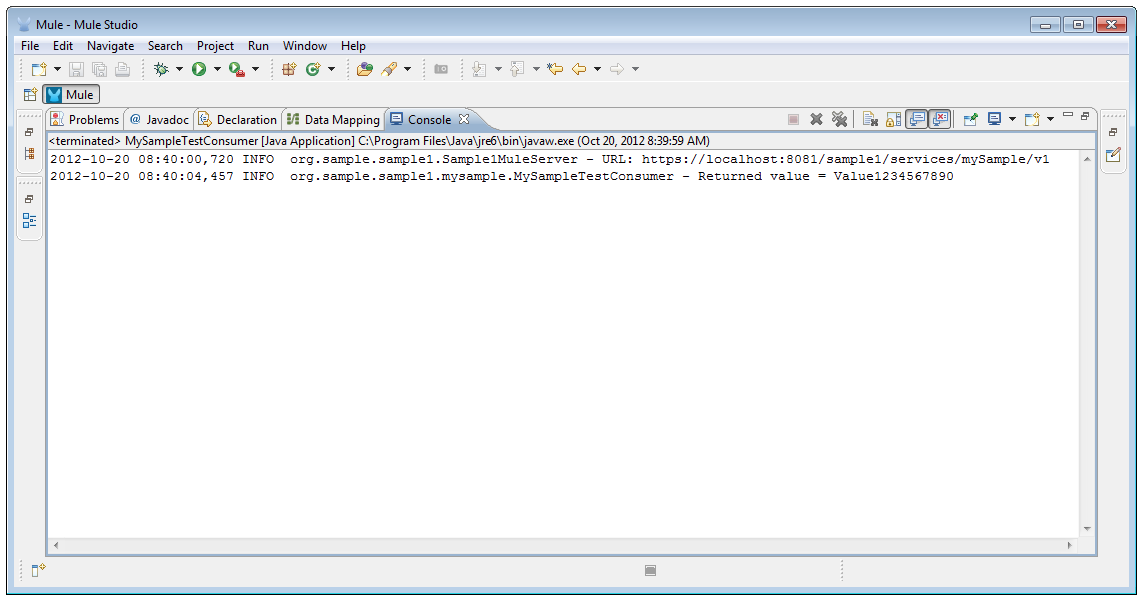 Mule - Mule Studio
File Edit Navigate Search Project Run Window Help
Mule
Problems @ Javadoc Declaration Data Mapping Console
<terminated> MySampleTestConsumer [Java Application] C:\Program Files\Java\jre6\bin\javaw.exe (Oct 20, 2012 8:39:59 AM)
2012-10-20 08:40:00,720 INFO  org.sample.sample1.Sample1MuleServer - URL: https://localhost:8081/sample1/services/mySample/v1
2012-10-20 08:40:04,457 INFO  org.sample.sample1.mysample.MySampleTestConsumer - Returned value = Value1234567890